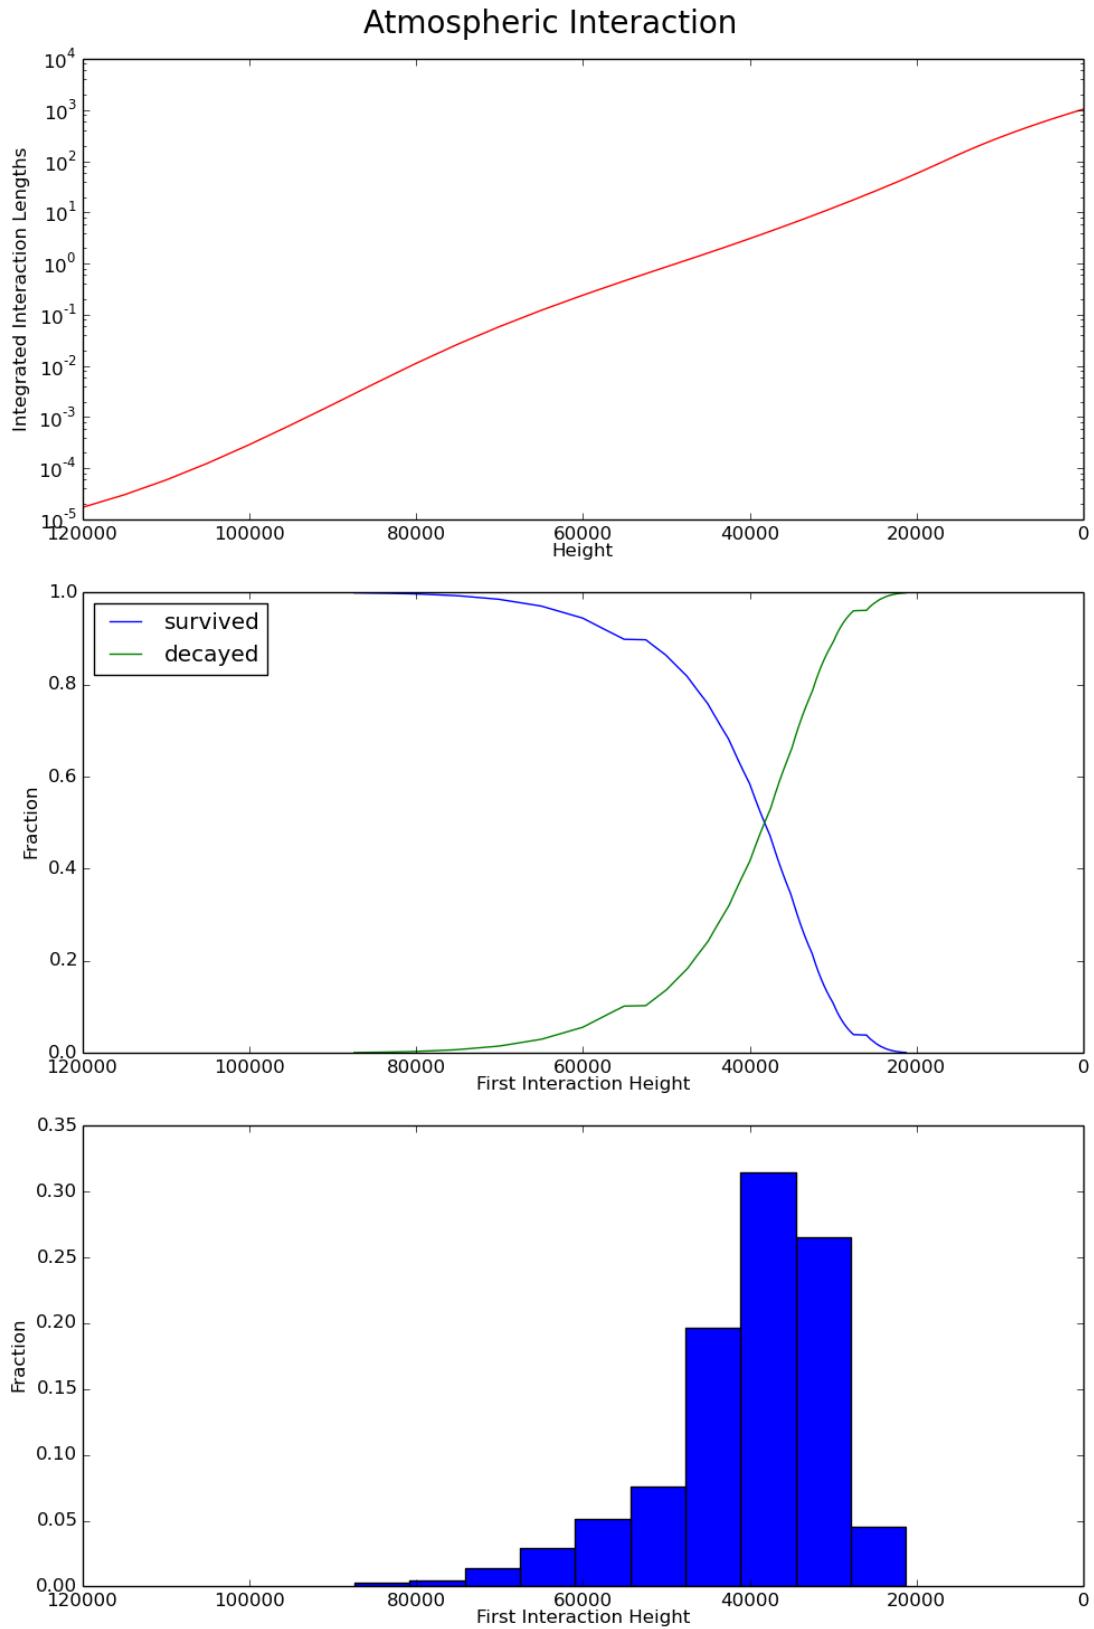 Atmospheric Interaction
10^4
10^3
10^2
10^1
10^0
10^-1
10^-2
10^-3
10^-4
10^-5
Integrated Interaction Lengths
120000 100000 80000 60000 40000 20000 0
Height
survived
decayed
1.0
0.8
0.6
0.4
0.2
0.0
Fraction
120000 100000 80000 60000 40000 20000 0
First Interaction Height
0.35
0.30
0.25
0.20
0.15
0.10
0.05
0.00
Fraction
120000 100000 80000 60000 40000 20000 0
First Interaction Height